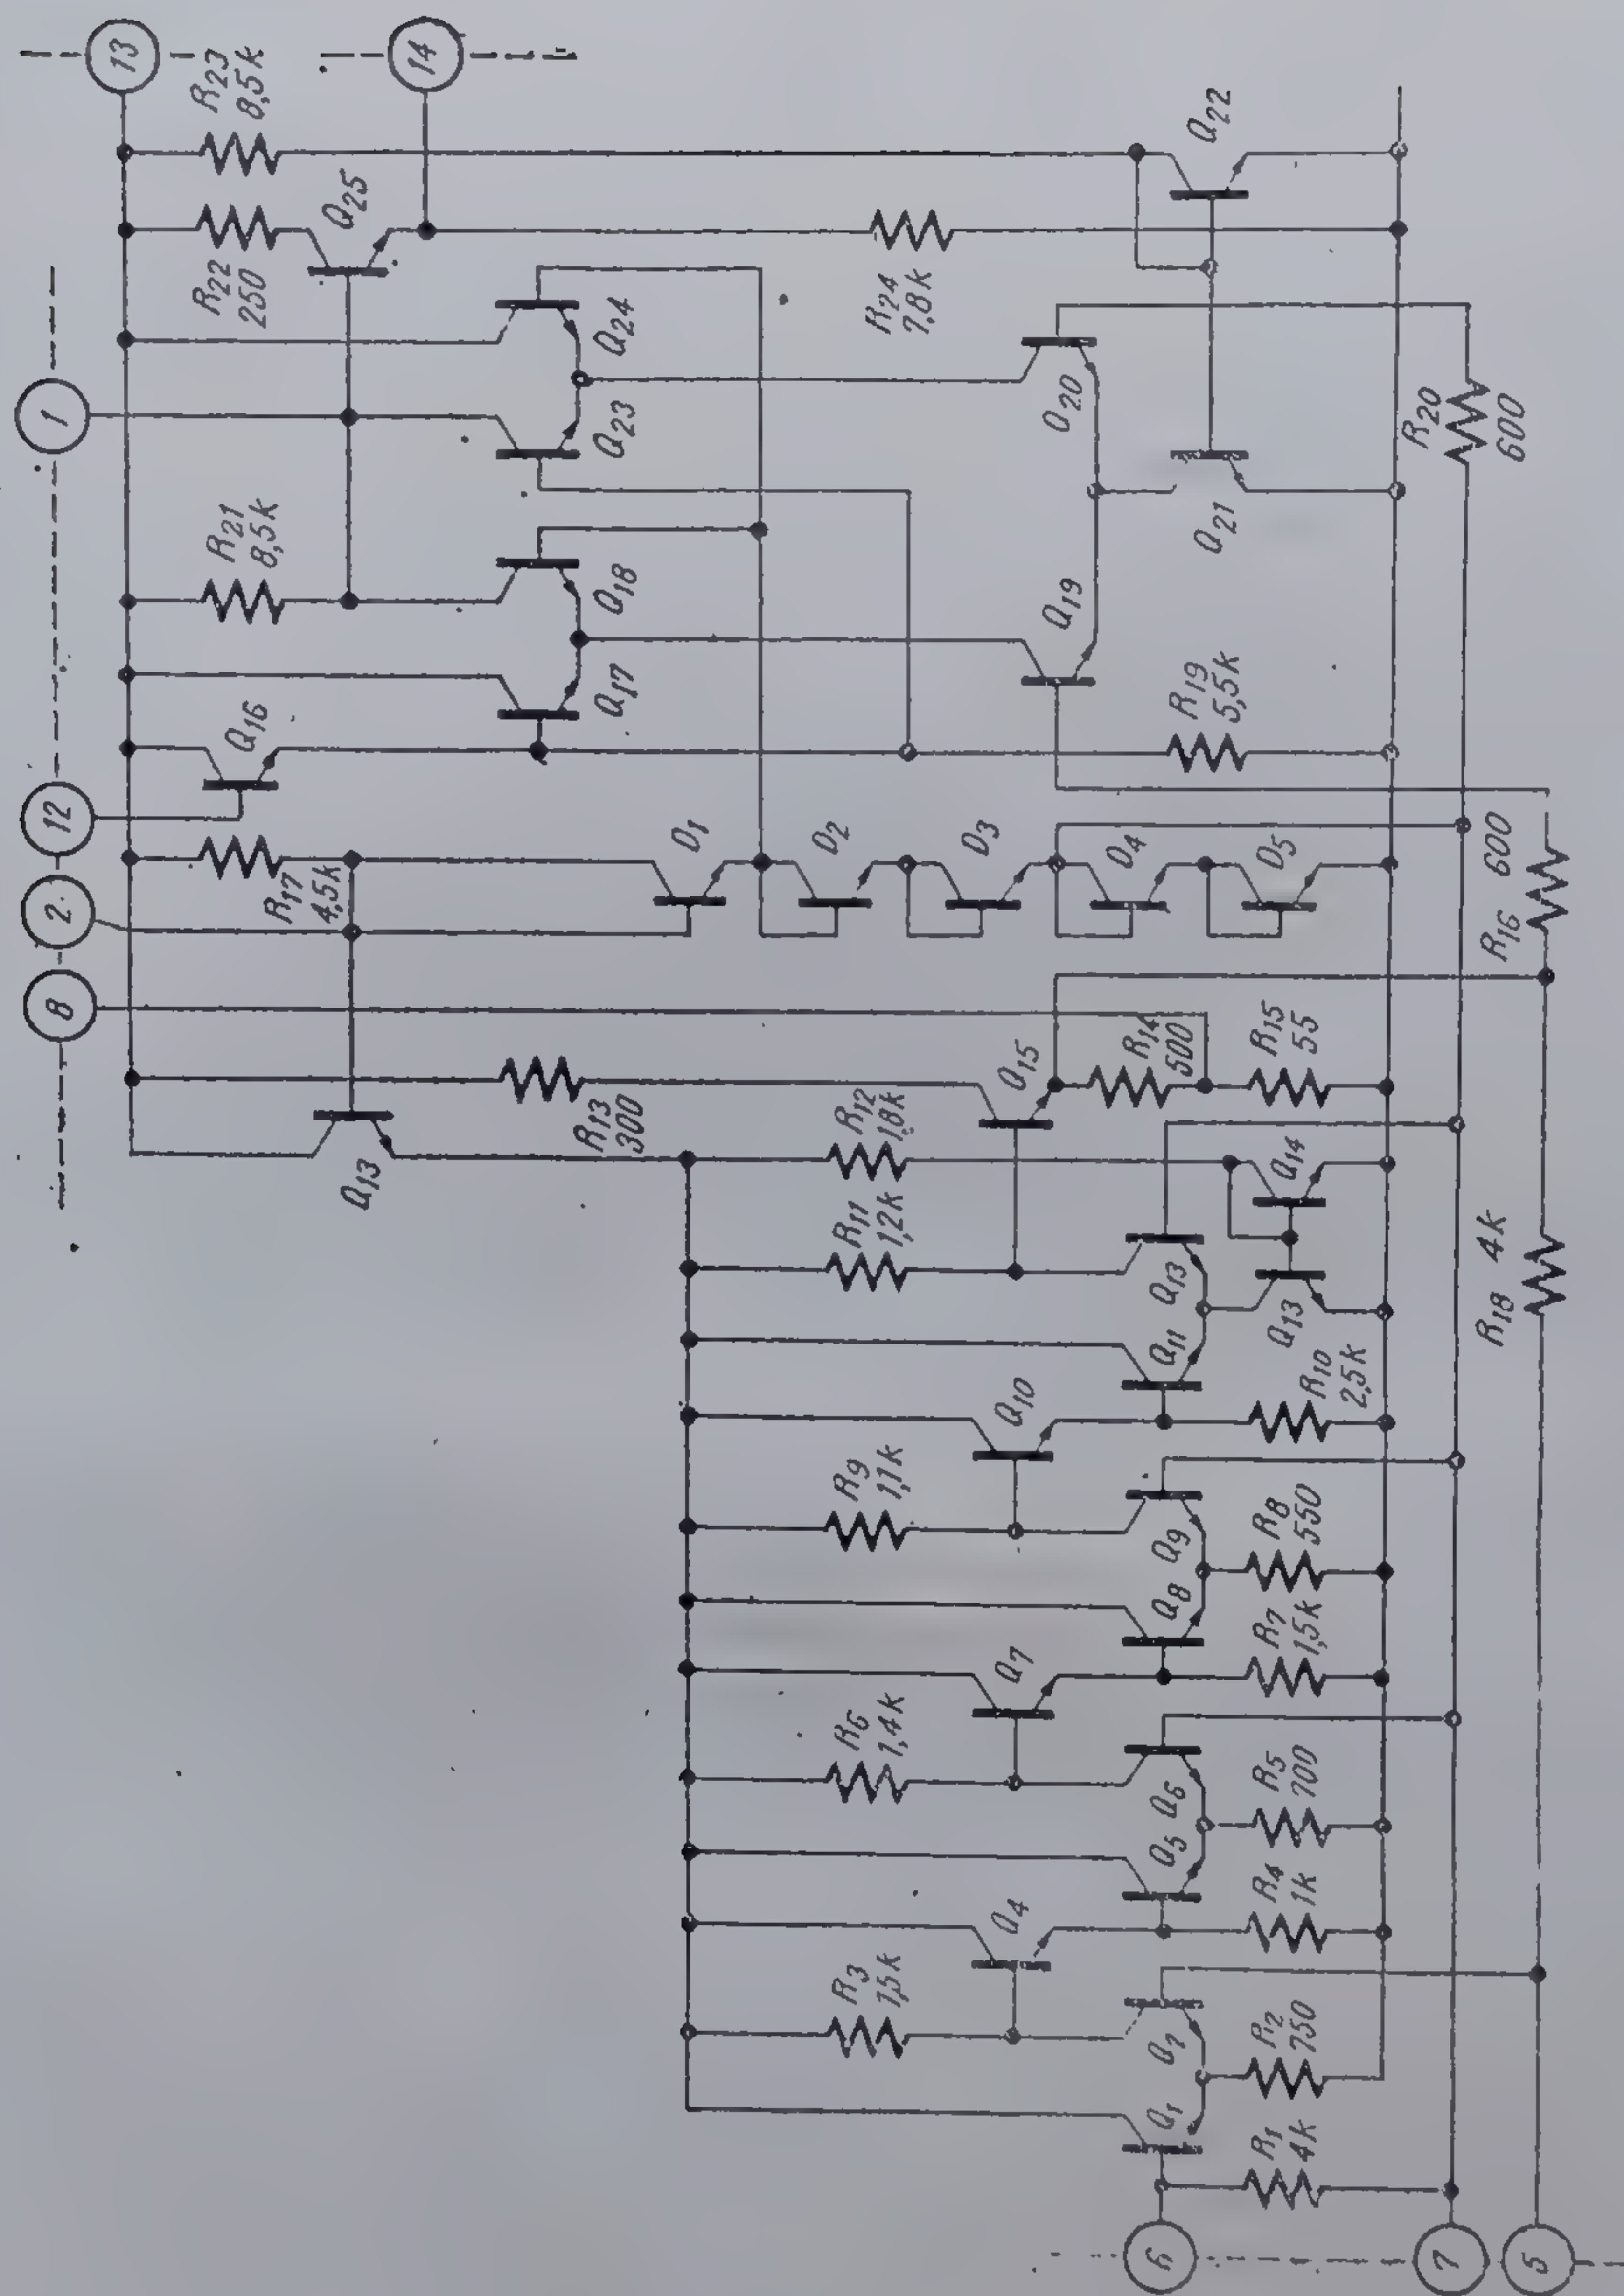 13
R23
8,5k
14
R22
250
Q25
Q22
1
Q24
R24
7,8k
Q23
Q20
R20
600
R21
8,5k
Q21
Q18
Q19
Q17
Q16
R19
5,5k
12
R17
4,5k
D1
D2
D3
D4
D5
R16 600
2
8
Q15
R14
500
R15
55
R13
300
R12
1,8k
Q13
R11
1,2k
Q14
Q13
Q13
R18 4k
Q11
Q10
R10
2,5k
R9
1,1k
Q9
R8
550
Q8
R7
1,5k
Q7
R6
1,4k
Q6
R5
700
Q5
R4
1k
Q4
R3
1,5k
R2
750
Q1
R1
4k
6
7
5